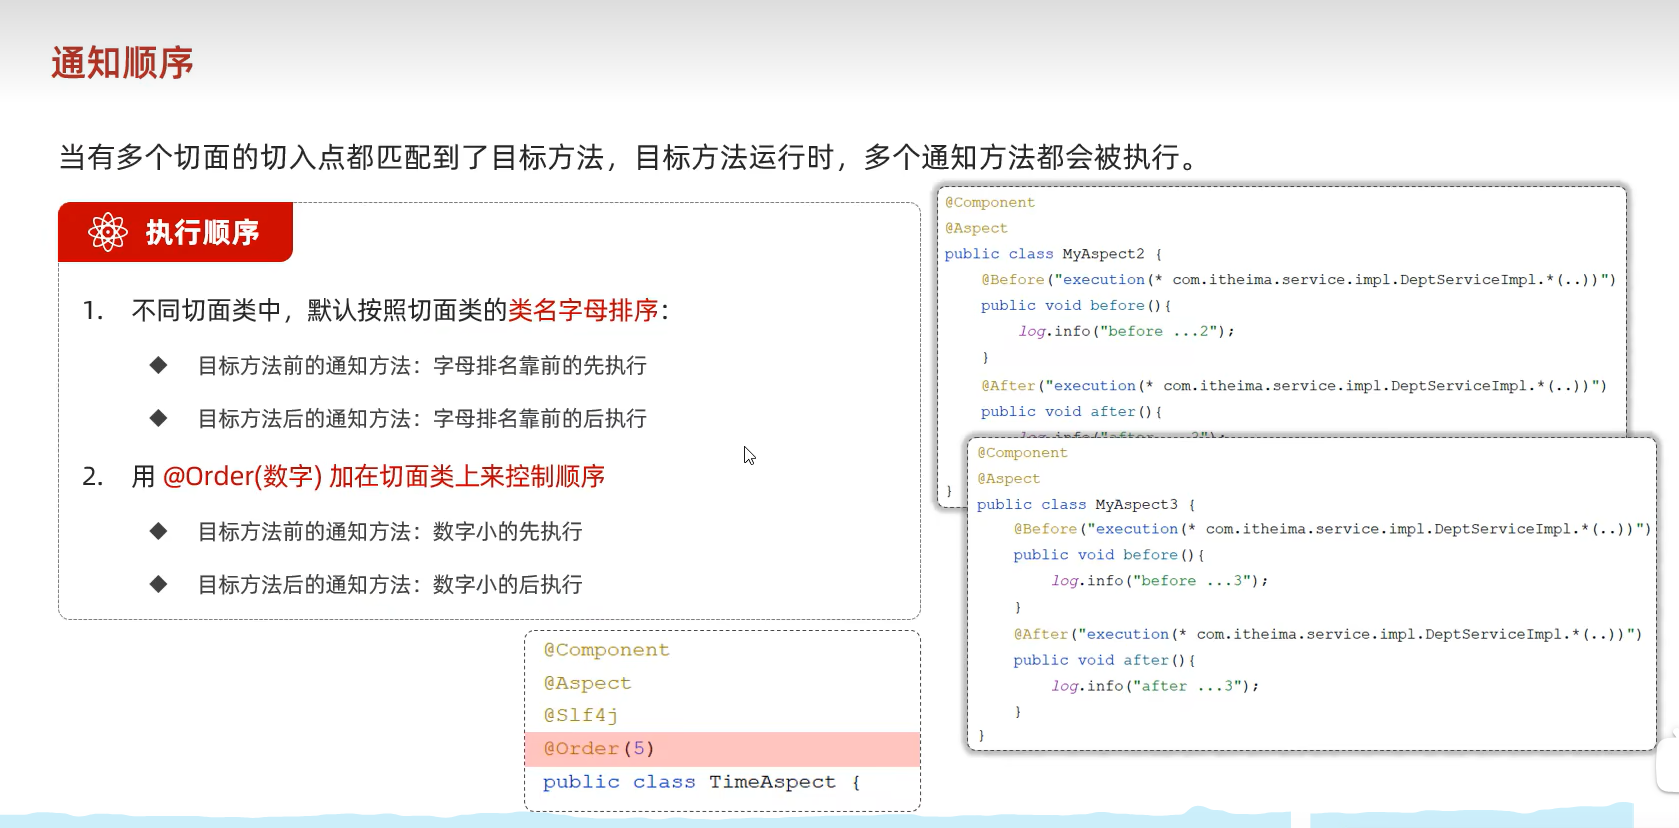 通知顺序
当有多个切面的切入点都匹配到了目标方法，目标方法运行时，多个通知方法都会被执行。
执行顺序
1. 不同切面类中，默认按照切面类的类名字母排序：
◆ 目标方法前的通知方法：字母排名靠前的先执行
◆ 目标方法后的通知方法：字母排名靠前的后执行
2. 用 @Order(数字) 加在切面类上来控制顺序
◆ 目标方法前的通知方法：数字小的先执行
◆ 目标方法后的通知方法：数字小的后执行
@Component
@Aspect
@Slf4j
@Order(5)
public class TimeAspect {
@Component
@Aspect
public class MyAspect2 {
@Before("execution(* com.itheima.service.impl.DeptServiceImpl.*(..))")
public void before(){
log.info("before ...2");
}
@After("execution(* com.itheima.service.impl.DeptServiceImpl.*(..))")
public void after(){
log.info("after ...2");
}
@Component
@Aspect
public class MyAspect3 {
@Before("execution(* com.itheima.service.impl.DeptServiceImpl.*(..))")
public void before(){
log.info("before ...3");
}
@After("execution(* com.itheima.service.impl.DeptServiceImpl.*(..))")
public void after(){
log.info("after ...3");
}
}